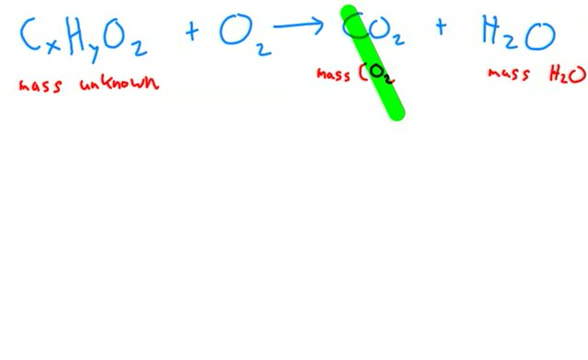 CxHyO2 + O2 → CO2 + H2O
mass unknown mass CO2 mass H2O